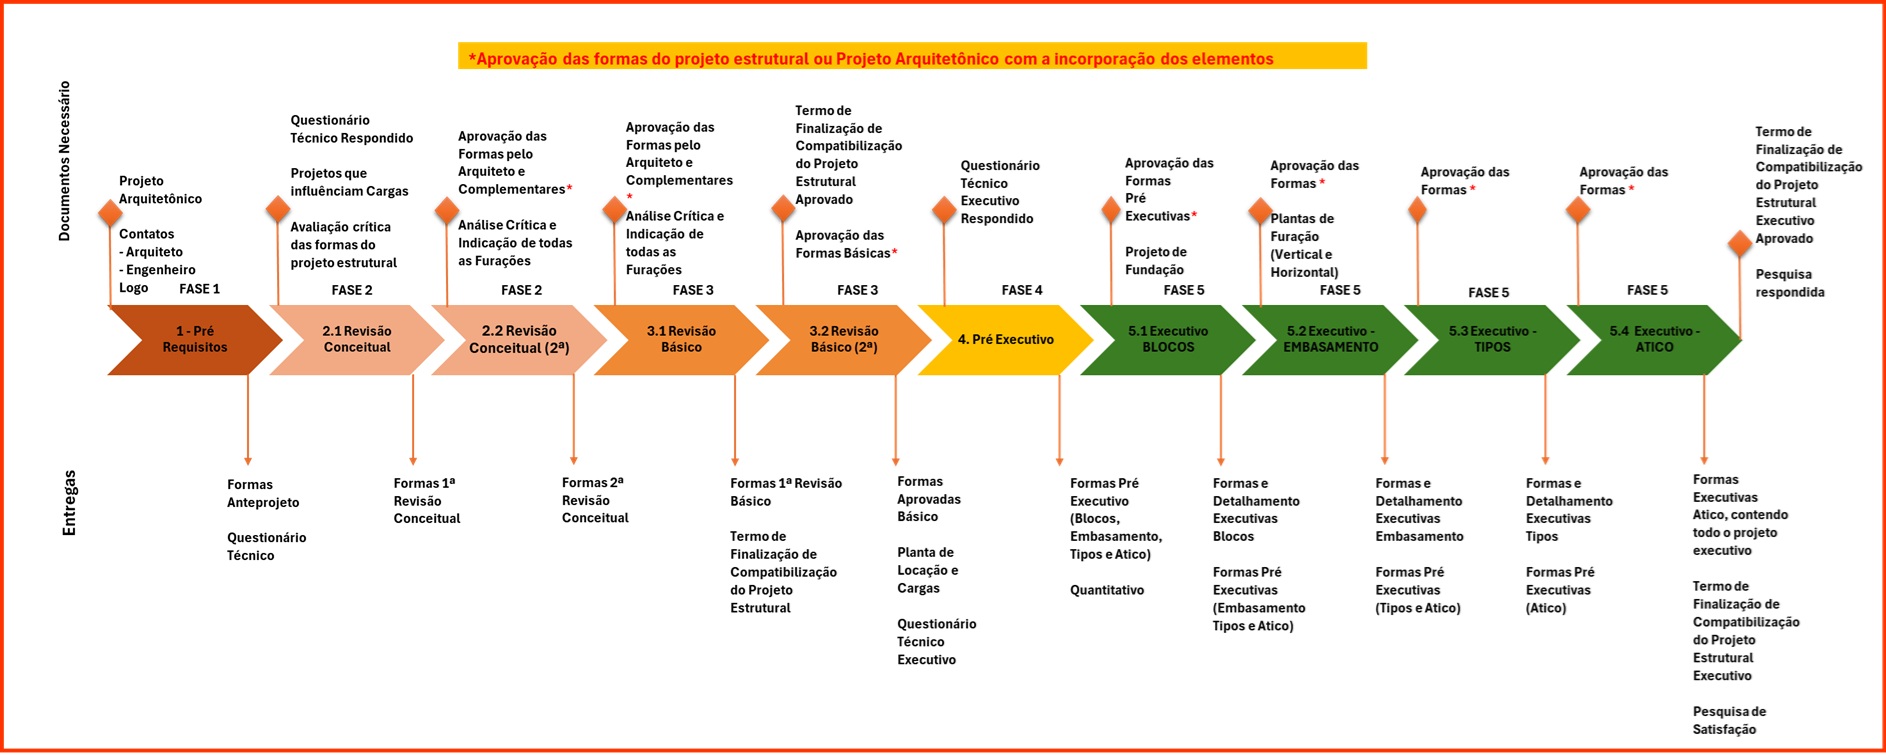 *Aprovação das formas do projeto estrutural ou Projeto Arquitetônico com a incorporação dos elementos
Documentos Necessário
Projeto
Arquitetônico
Contatos
- Arquiteto
- Engenheiro
Logo
FASE 1
Questionário
Técnico Respondido
Projetos que
influênciam Cargas
Avaliação crítica
das formas do
projeto estrutural
FASE 2
Aprovação das
Formas pelo
Arquiteto e
Complementares*
Análise Crítica e
Indicação de todas
as Furações
FASE 2
Aprovação das
Formas pelo
Arquiteto e
Complementares
*
Análise Crítica e
Indicação de
todas as
Furações
FASE 3
Termo de
Finalização de
Compatibilização
do Projeto
Estrutural
Aprovado
Aprovação das
Formas Básicas*
FASE 3
Questionário
Técnico
Executivo
Respondido
FASE 4
Aprovação das
Formas
Pré
Executivas*
Projeto de
Fundação
FASE 5
Aprovação das
Formas *
Plantas de
Furação
(Vertical e
Horizontal)
FASE 5
Aprovação das
Formas *
FASE 5
Aprovação das
Formas *
FASE 5
Termo de
Finalização de
Compatibilização
do Projeto
Estrutural
Executivo
Aprovado
Pesquisa
respondida
1 - Pré
Requisitos
2.1 Revisão
Conceitual
2.2 Revisão
Conceitual (2ª)
3.1 Revisão
Básico
3.2 Revisão
Básico (2ª)
4. Pré Executivo
5.1 Executivo
BLOCOS
5.2 Executivo -
EMBASAMENTO
5.3 Executivo -
TIPOS
5.4 Executivo -
ATICO
Entregas
Formas
Anteprojeto
Questionário
Técnico
Formas 1ª
Revisão
Conceitual
Formas 2ª
Revisão
Conceitual
Formas 1ª Revisão
Básico
Termo de
Finalização de
Compatibilização
do Projeto
Estrutural
Formas
Aprovadas
Básico
Planta de
Locação e
Cargas
Questionário
Técnico
Executivo
Formas Pré
Executivo
(Blocos,
Embasamento,
Tipos e Atico)
Quantitativo
Formas e
Detalhamento
Executivas
Blocos
Formas Pré
Executivas
(Embasamento
Tipos e Atico)
Formas e
Detalhamento
Executivas
Embasamento
Formas Pré
Executivas
(Tipos e Atico)
Formas e
Detalhamento
Executivas
Tipos
Formas Pré
Executivas
(Atico)
Formas
Executivas
Atico, contendo
todo o projeto
executivo
Termo de
Finalização de
Compatibilização
do Projeto
Estrutural
Executivo
Pesquisa de
Satisfação